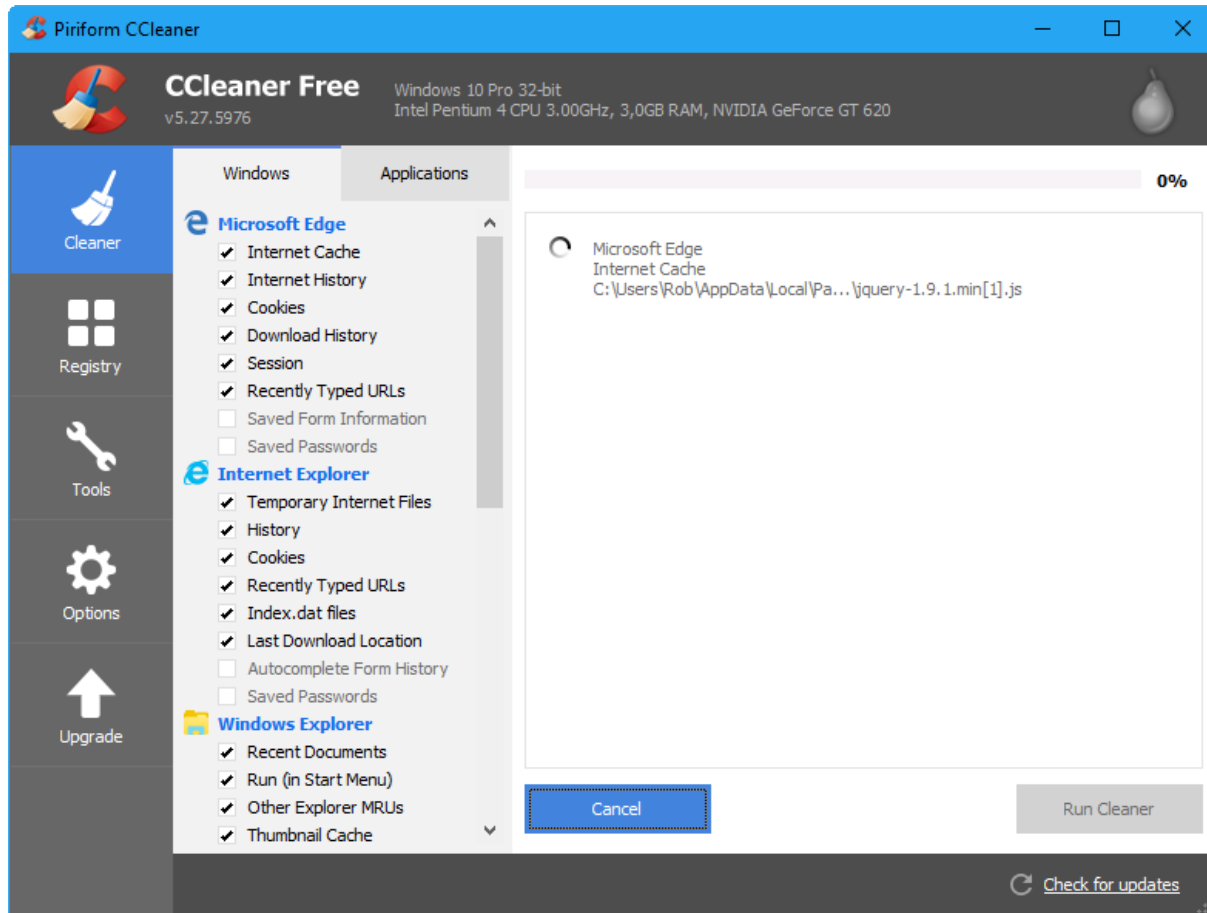 Piriform CCleaner
CCleaner Free
v5.27.5976
Windows 10 Pro 32-bit
Intel Pentium 4 CPU 3.00GHz, 3,0GB RAM, NVIDIA GeForce GT 620
Cleaner
Registry
Tools
Options
Upgrade
Windows
Applications
Microsoft Edge
Internet Cache
Internet History
Cookies
Download History
Session
Recently Typed URLs
Saved Form Information
Saved Passwords
Internet Explorer
Temporary Internet Files
History
Cookies
Recently Typed URLs
Index.dat files
Last Download Location
Autocomplete Form History
Saved Passwords
Windows Explorer
Recent Documents
Run (in Start Menu)
Other Explorer MRUs
Thumbnail Cache
0%
Microsoft Edge
Internet Cache
C:\Users\Rob\AppData\Local\Pa...\jquery-1.9.1.min[1].js
Cancel
Run Cleaner
Check for updates